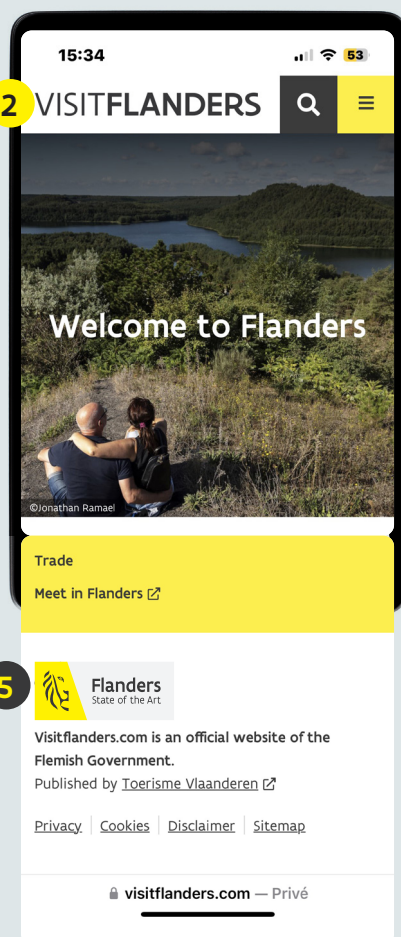 15:34
53
2
VISITFLANDERS
Welcome to Flanders
©Jonathan Ramael
Trade
Meet in Flanders
5
Flanders
State of the Art
Visitflanders.com is an official website of the
Flemish Government.
Published by Toerisme Vlaanderen
Privacy Cookies Disclaimer Sitemap
visitflanders.com — Privé